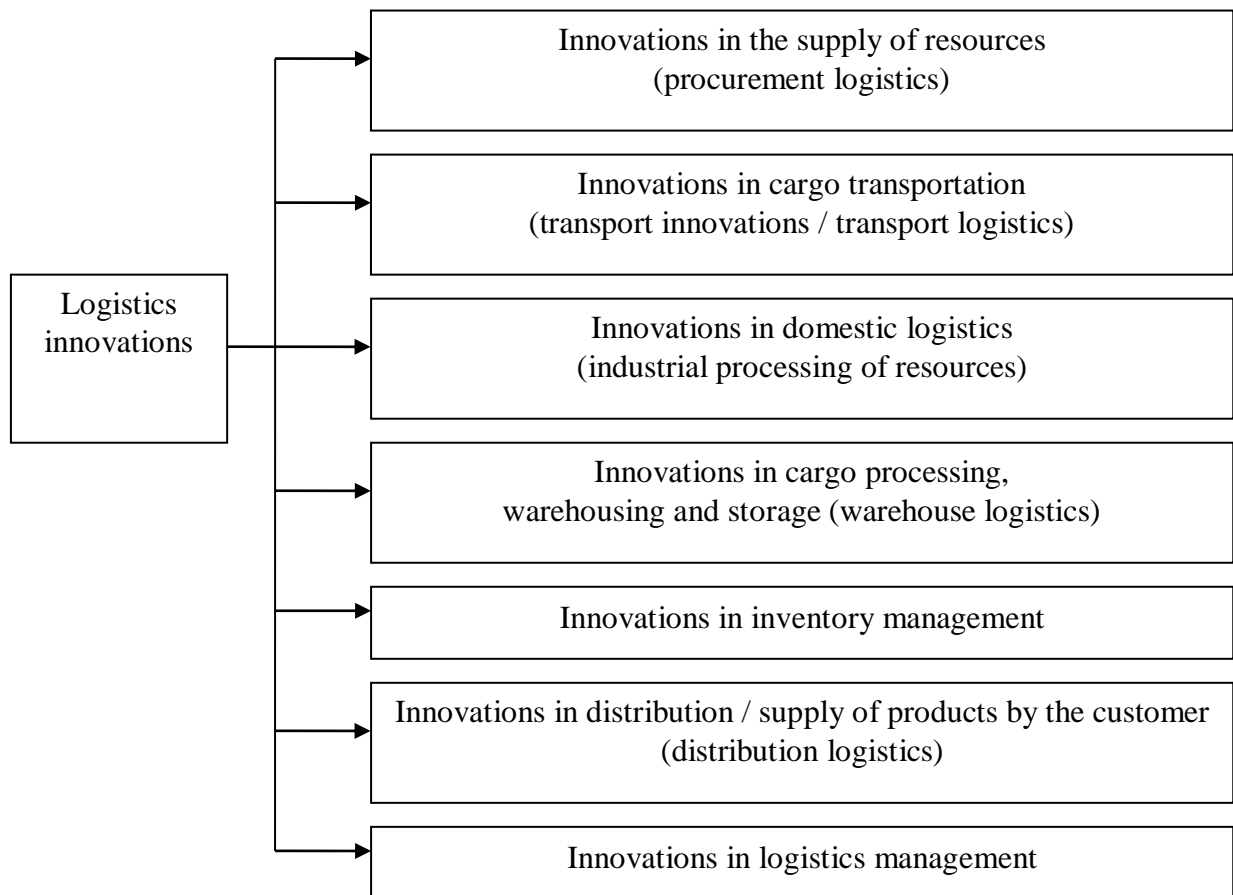 Innovations in the supply of resources
(procurement logistics)
Innovations in cargo transportation
(transport innovations / transport logistics)
Logistics
innovations
Innovations in domestic logistics
(industrial processing of resources)
Innovations in cargo processing,
warehousing and storage (warehouse logistics)
Innovations in inventory management
Innovations in distribution / supply of products by the customer
(distribution logistics)
Innovations in logistics management